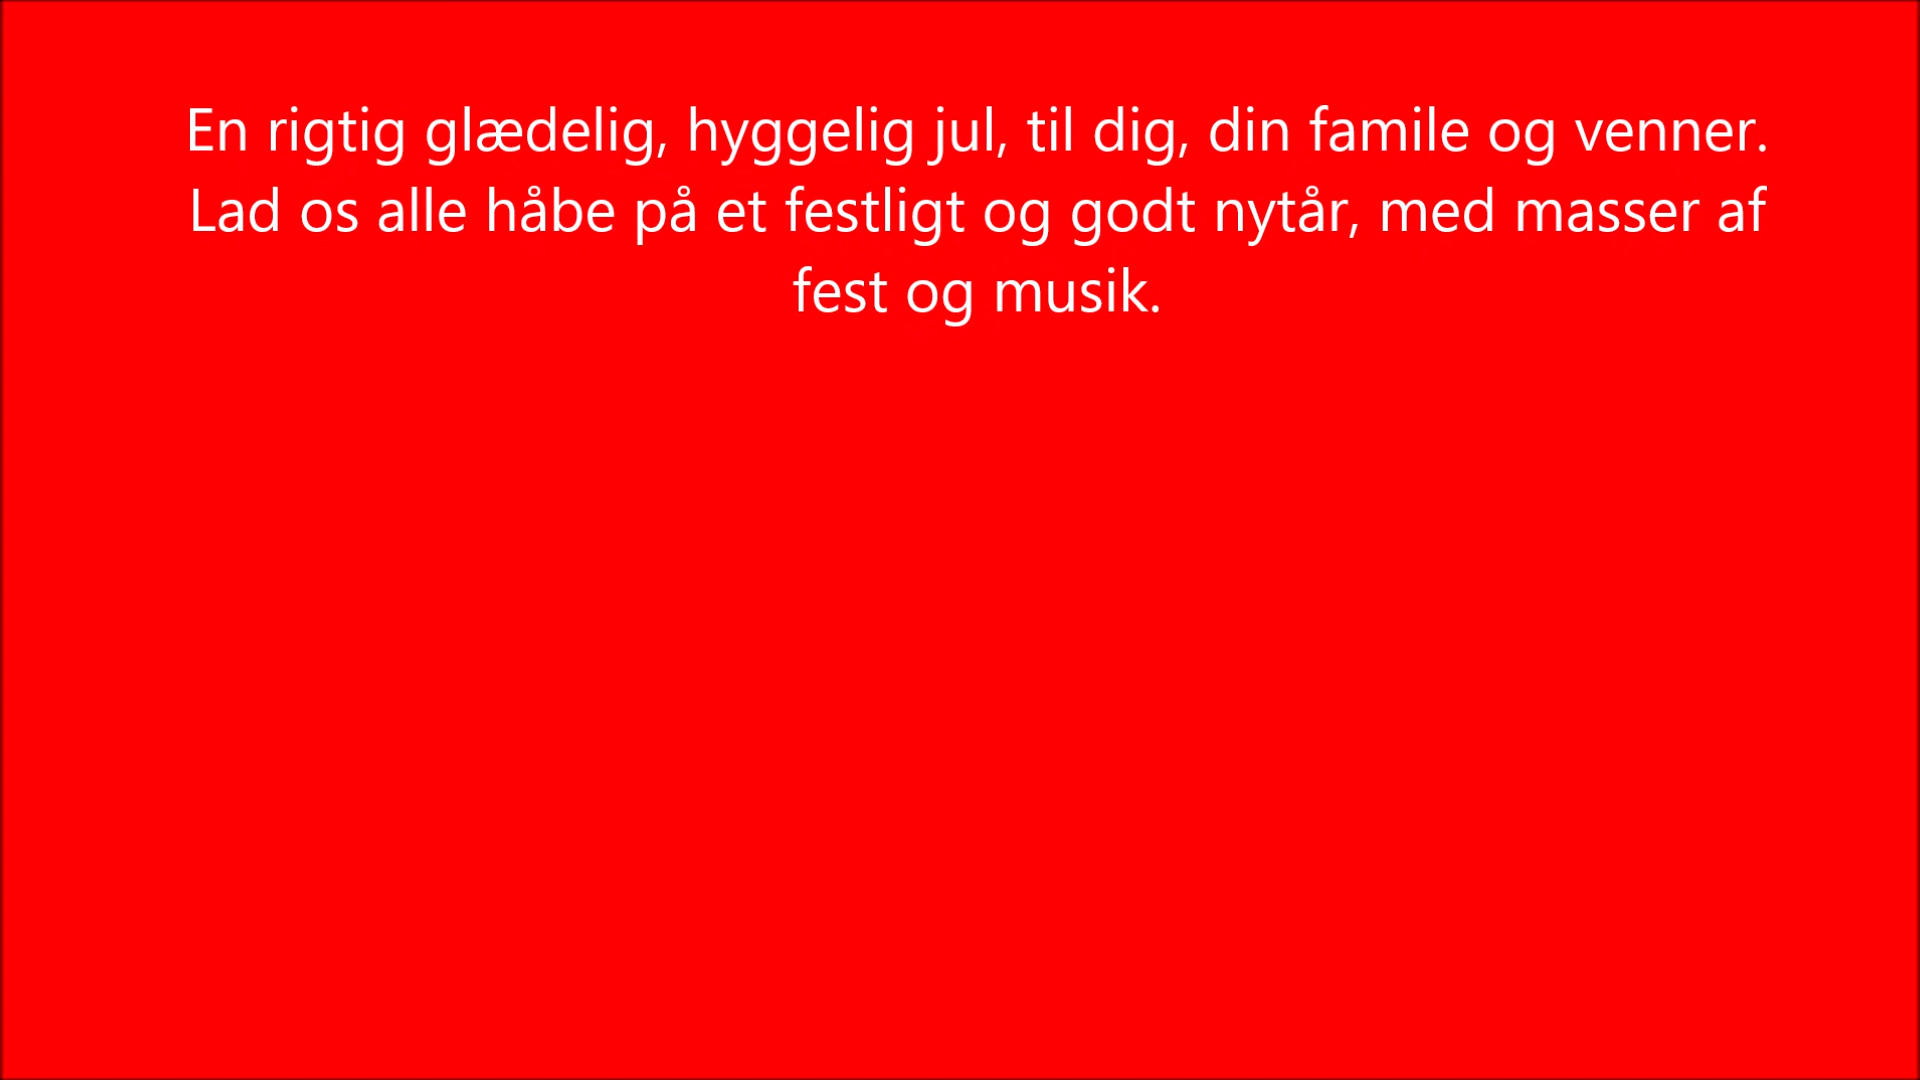 En rigtig glædelig, hyggelig jul, til dig, din famile og venner.
Lad os alle håbe på et festligt og godt nytår, med masser af
fest og musik.